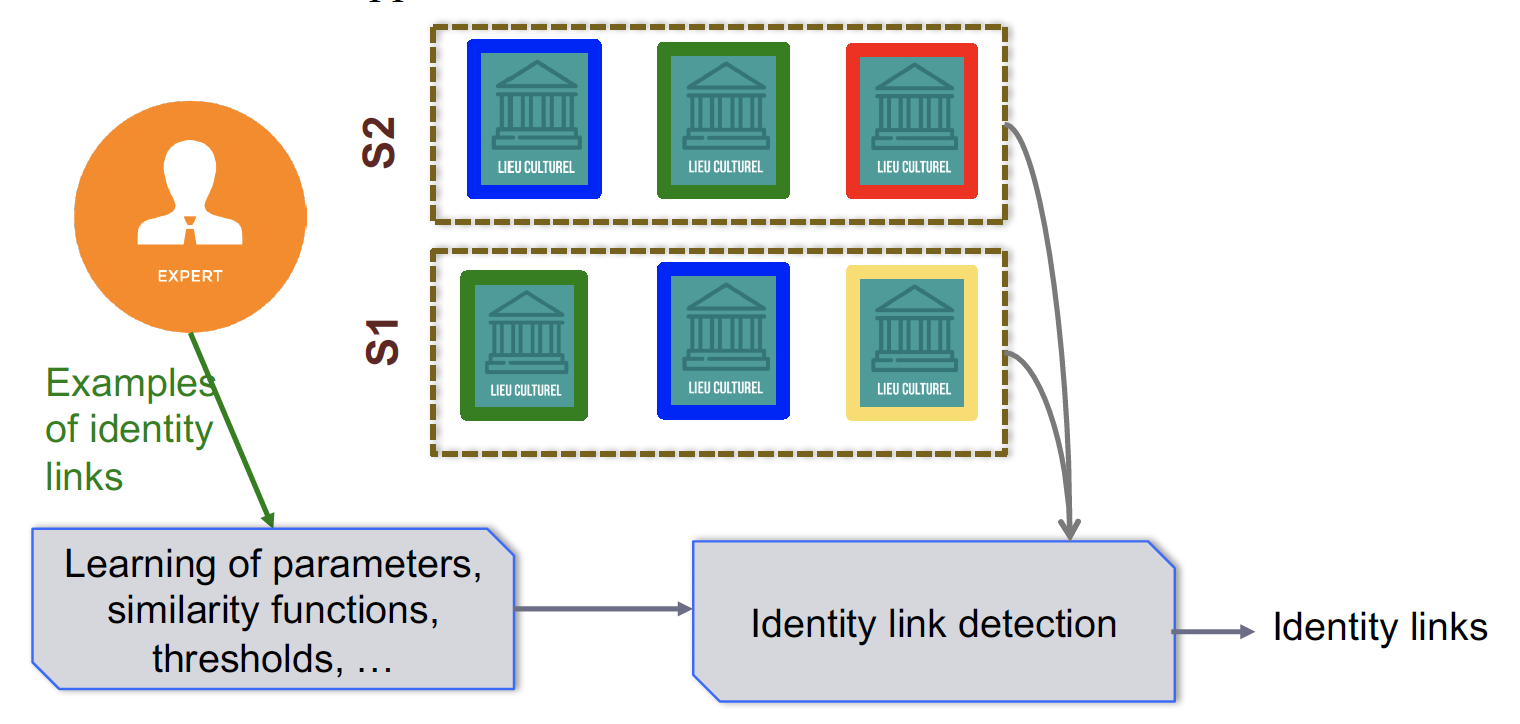 S2
LIEU CULTUREL
LIEU CULTUREL
LIEU CULTUREL
EXPERT
S1
LIEU CULTUREL
LIEU CULTUREL
LIEU CULTUREL
Examples
of identity
links
Learning of parameters,
similarity functions,
thresholds, …
Identity link detection
Identity links